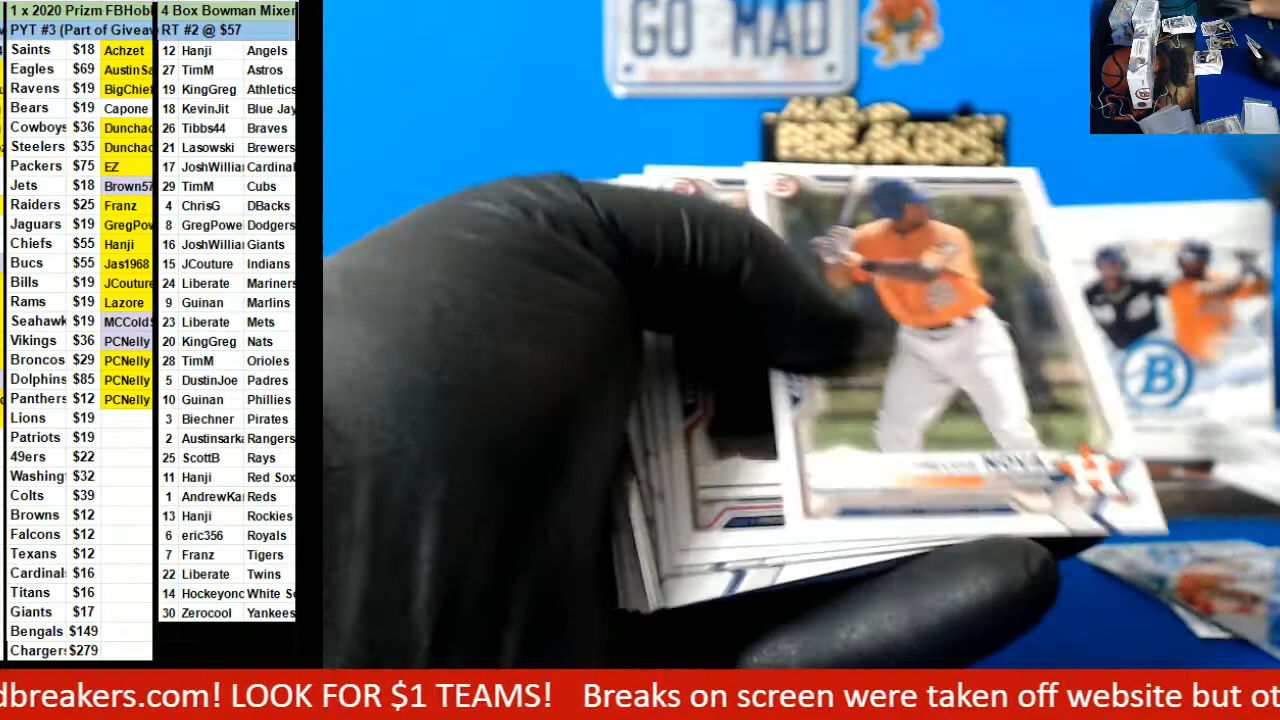 1 x 2020 Prizm FBHobl
PYT #3 (Part of Giveaw
Saints $18 Achzet
Eagles $69 AustinSa
Ravens $19 BigChief
Bears $19 Capone
Cowboys $36 Dunchac
Steelers $35 Dunchac
Packers $75 EZ
Jets $18 Brown57
Raiders $25 Franz
Jaguars $19 GregPow
Chiefs $55 Hanji
Bucs $55 Jas1968
Bills $19 JCouture
Rams $19 Lazore
Seahawk $19 MCCold
Vikings $36 PCNelly
Broncos $29 PCNelly
Dolphins $85 PCNelly
Panthers $12 PCNelly
Lions $19
Patriots $19
49ers $22
Washing $32
Colts $39
Browns $12
Falcons $12
Texans $12
Cardinal $16
Titans $16
Giants $17
Bengals $149
Charger $279
4 Box Bowman Mixer
RT #2 @ $57
12 Hanji Angels
27 TimM Astros
19 KingGreg Athletics
18 KevinJit Blue Jay
26 Tibbs44 Braves
21 Lasowski Brewers
17 JoshWillia Cardinal
29 TimM Cubs
4 ChrisG DBacks
8 GregPowe Dodgers
16 JoshWillia Giants
15 JCouture Indians
24 Liberate Mariners
9 Guinan Marlins
23 Liberate Mets
20 KingGreg Nats
28 TimM Orioles
5 DustinJoe Padres
10 Guinan Phillies
3 Biechner Pirates
2 Austinsarka Rangers
25 ScottB Rays
11 Hanji Red Sox
1 AndrewKa Reds
13 Hanji Rockies
6 eric356 Royals
7 Franz Tigers
22 Liberate Twins
14 Hockeyonc White So
30 Zerocool Yankees
GO MAD
BREAKERS
NOVA
B
H
dbreakers.com! LOOK FOR $1 TEAMS! Breaks on screen were taken off website but ot